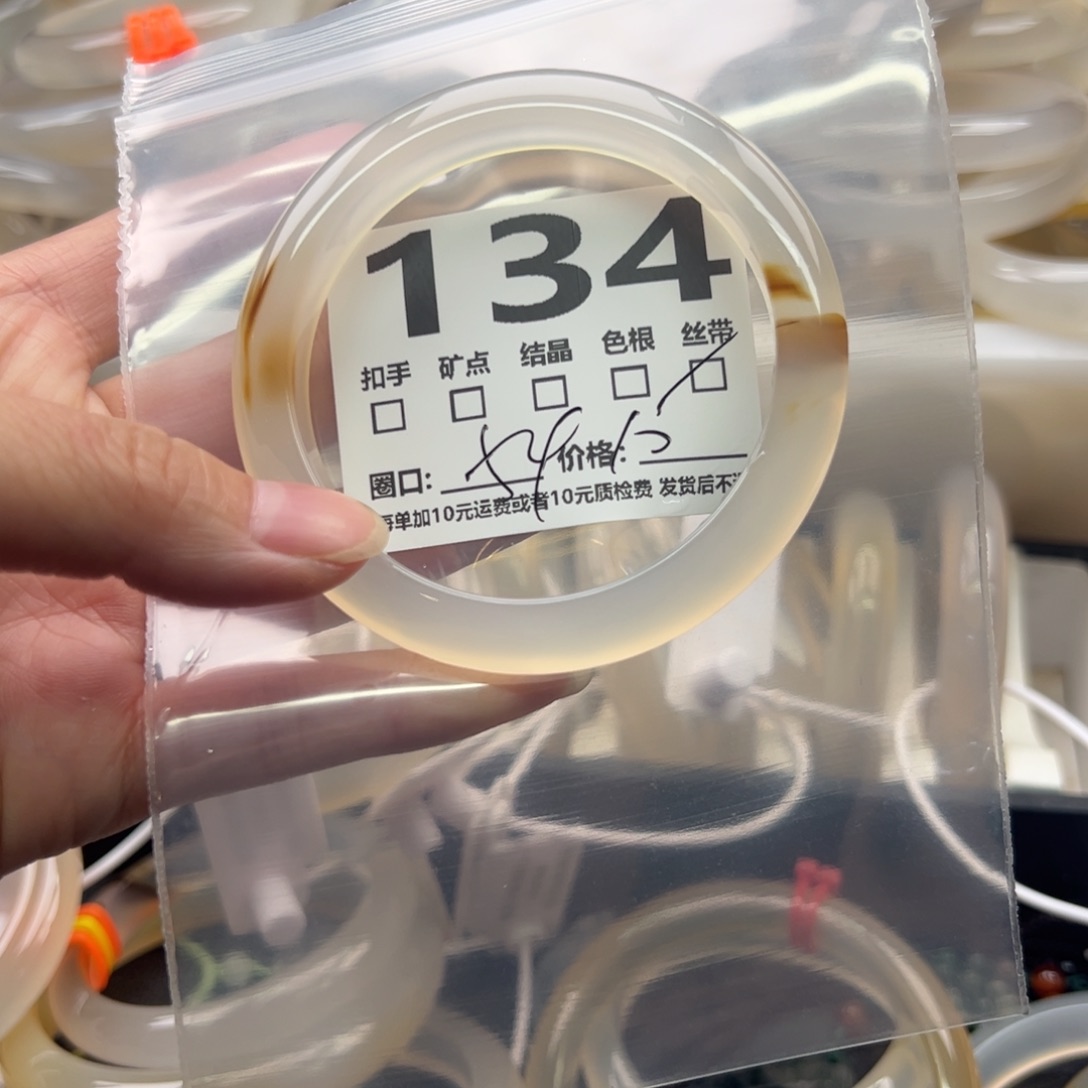 134
扣手 矿点 结晶 色根 丝带
圈口: 54 价格:
每单加10元运费或者10元质检费 发货后不